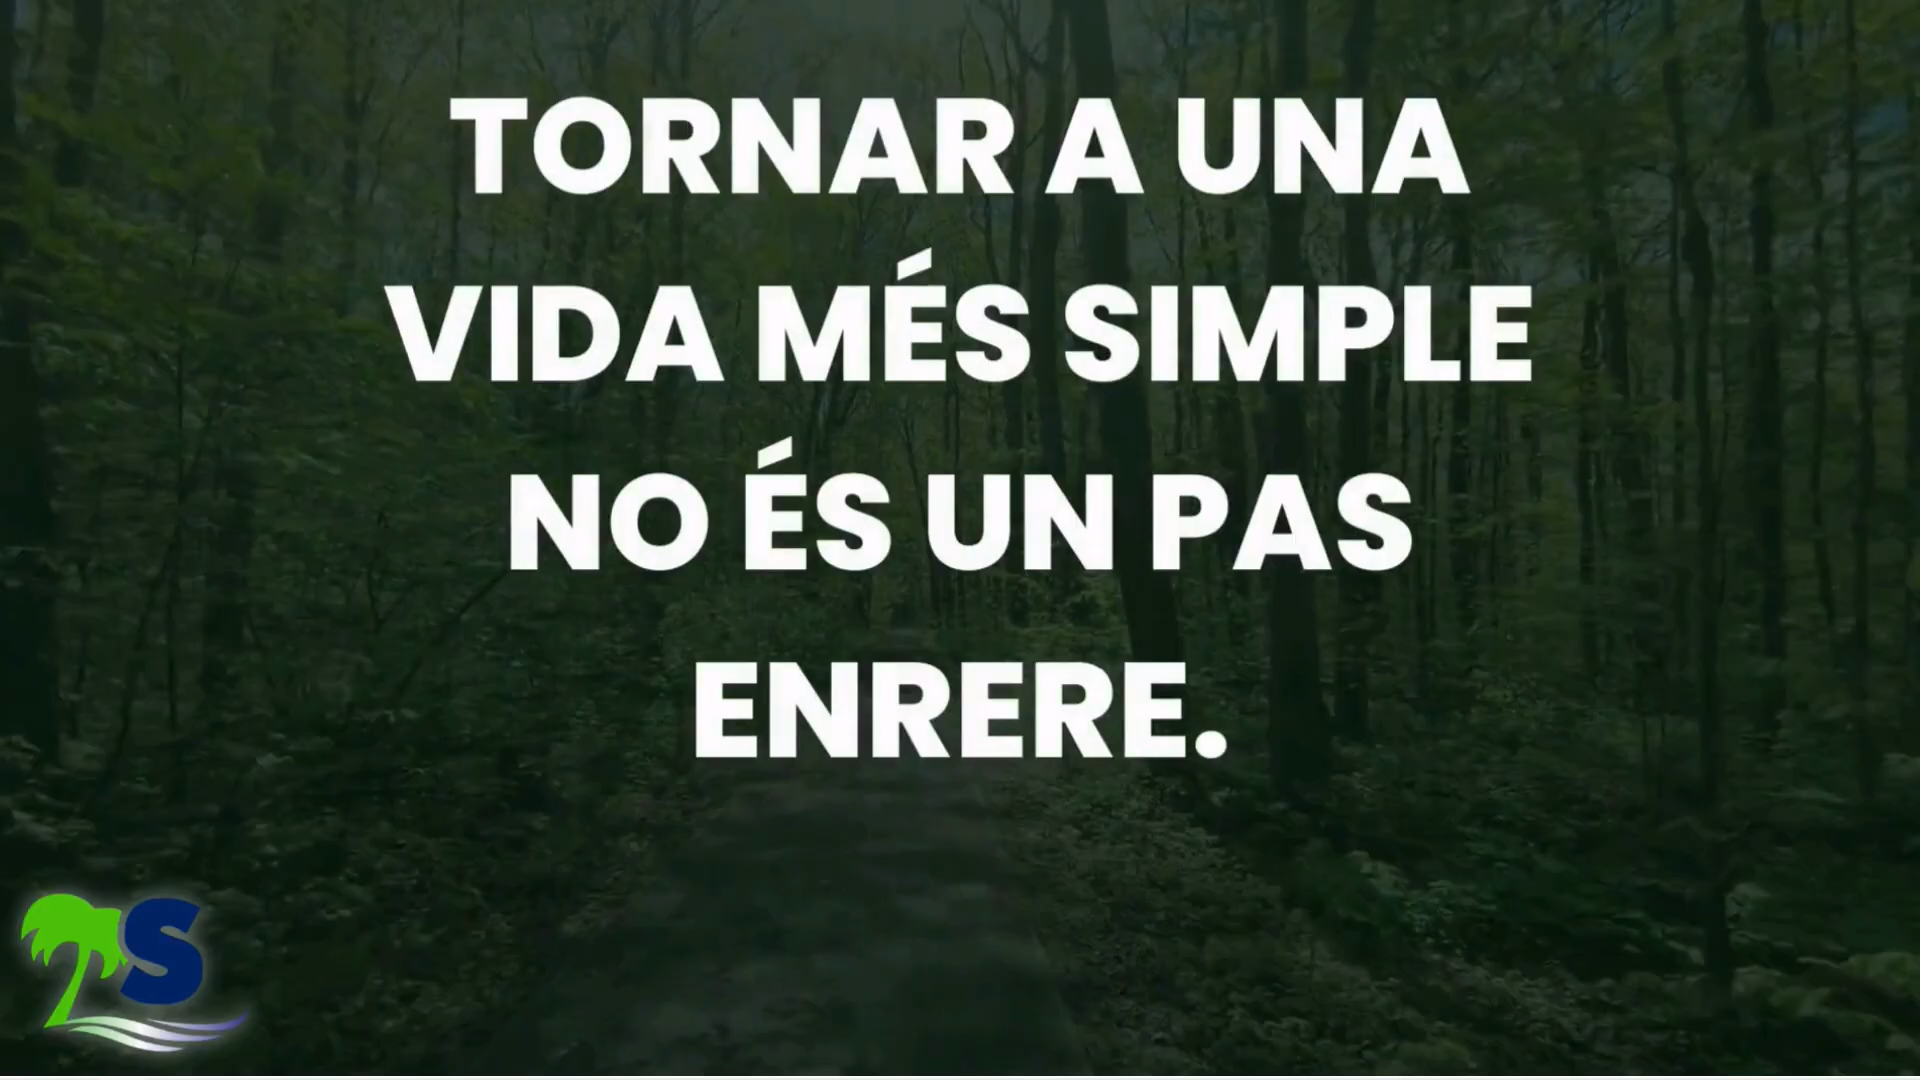 TORNAR A UNA
VIDA MÉS SIMPLE
NO ÉS UN PAS
ENRERE.
S